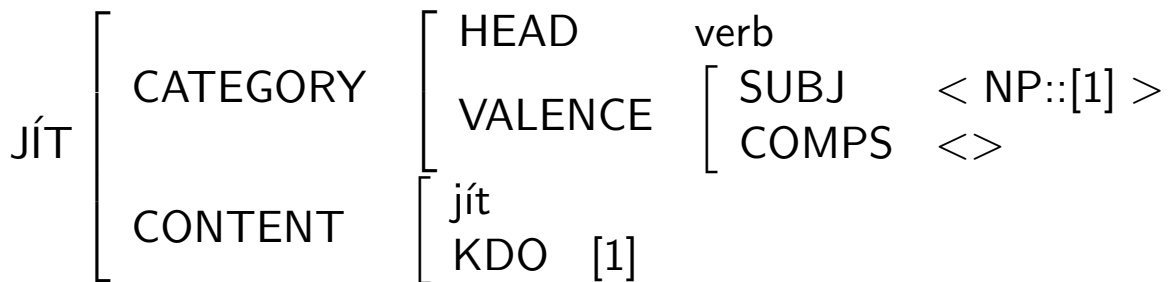 HEAD verb
CATEGORY
SUBJ < NP::[1] >
VALENCE
COMPS <>
JÍT
jít
CONTENT
KDO [1]